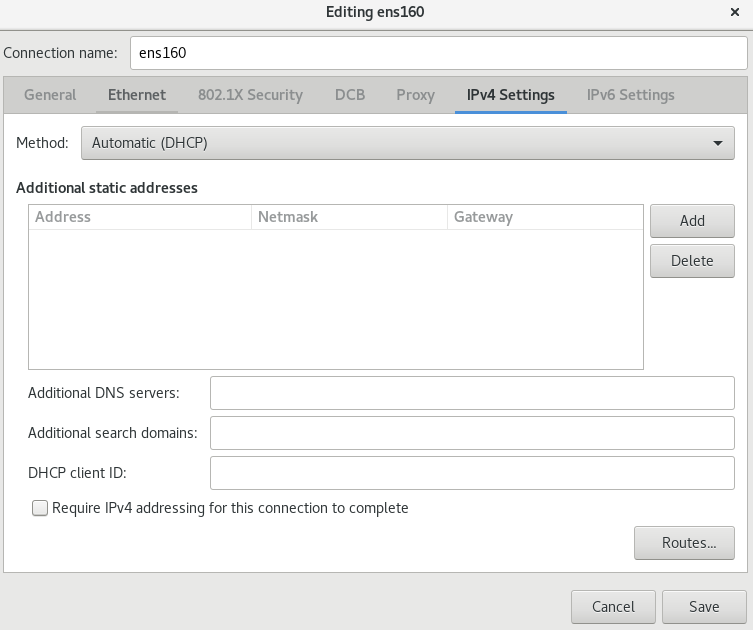 Editing ens160
Connection name: ens160
General Ethernet 802.1X Security DCB Proxy IPv4 Settings IPv6 Settings
Method: Automatic (DHCP)
Additional static addresses
Address Netmask Gateway
Add
Delete
Additional DNS servers:
Additional search domains:
DHCP client ID:
Require IPv4 addressing for this connection to complete
Routes...
Cancel Save